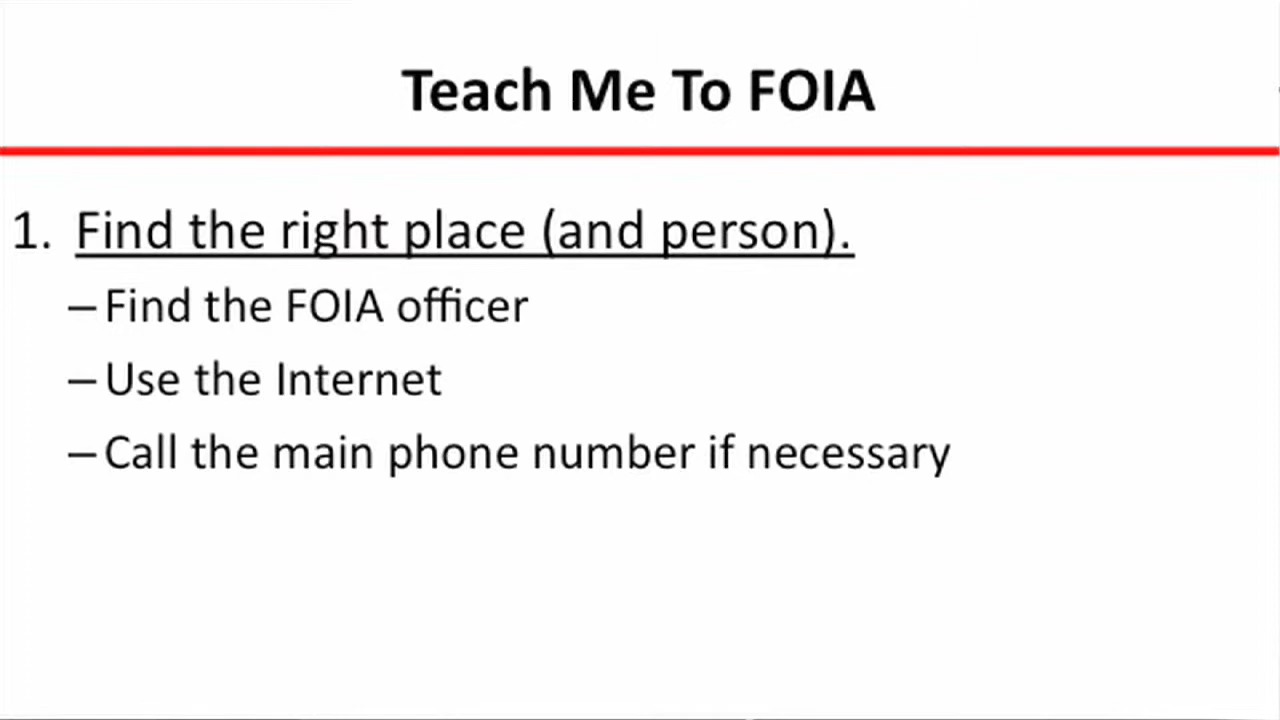 Teach Me To FOIA
1. Find the right place (and person).
– Find the FOIA officer
– Use the Internet
– Call the main phone number if necessary